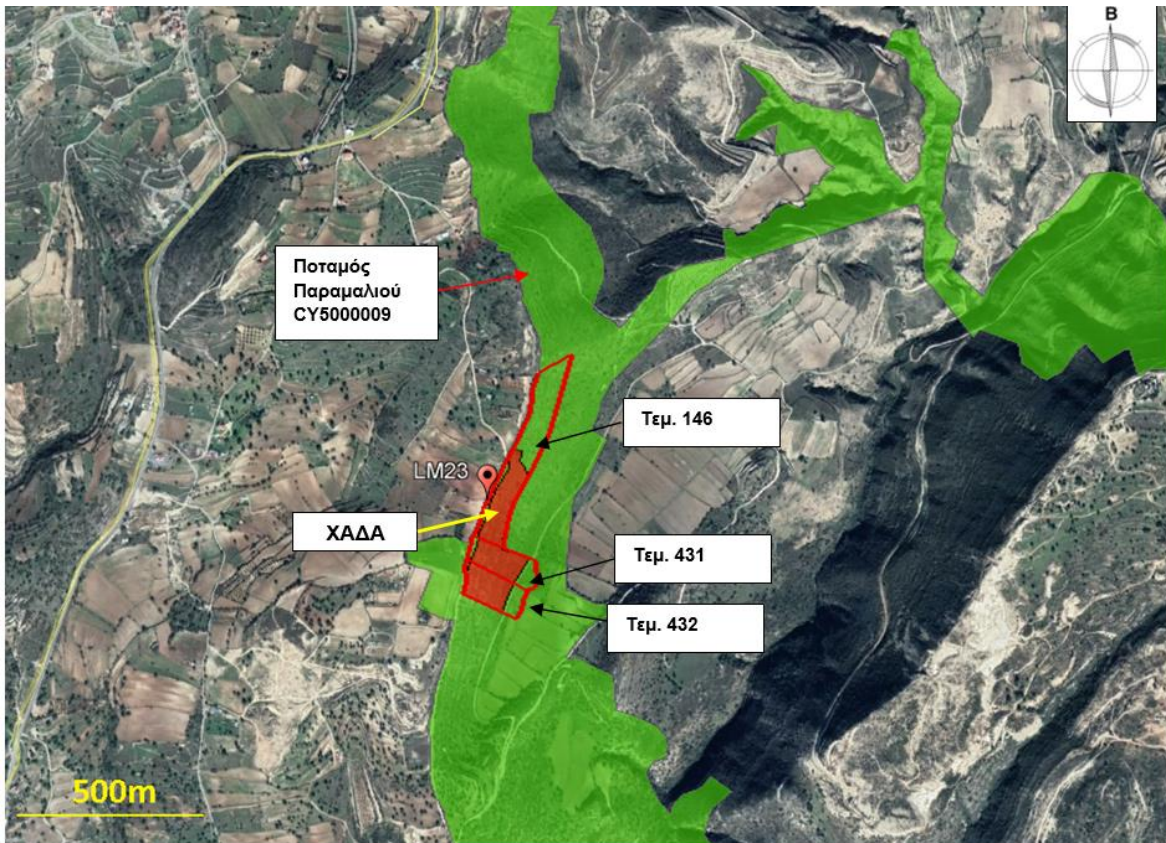 Β
Ποταμός
Παραμαλιού
CY5000009
Τεμ. 146
LM23
ΧΑΔΑ
Τεμ. 431
Τεμ. 432
500m